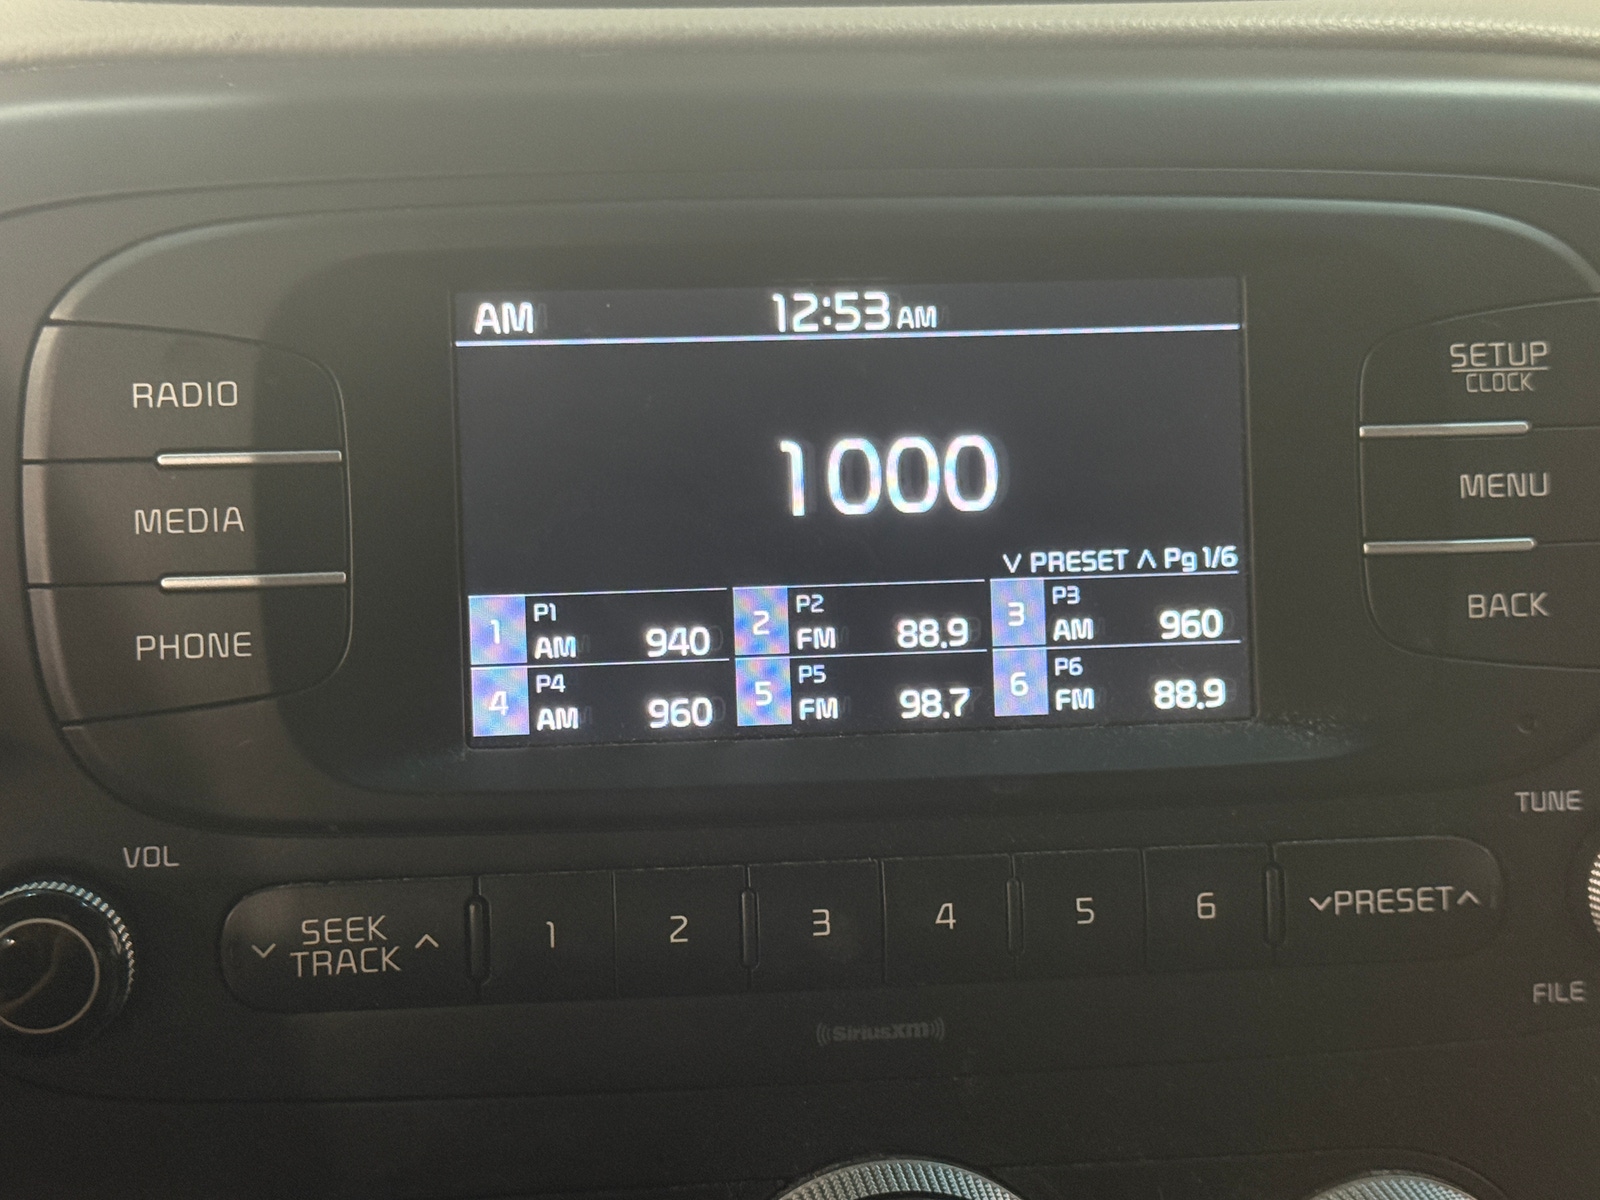 AM 12:53 AM
RADIO
SETUP
CLOCK
1000
MEDIA
MENU
∨ PRESET ∧ Pg 1/6
1 P1 AM 940
2 P2 FM 88.9
3 P3 AM 960
PHONE
BACK
4 P4 AM 960
5 P5 FM 98.7
6 P6 FM 88.9
TUNE
VOL
∨ SEEK ∧
TRACK
1 2 3 4 5 6
∨PRESET∧
FILE
((SiriusXM))